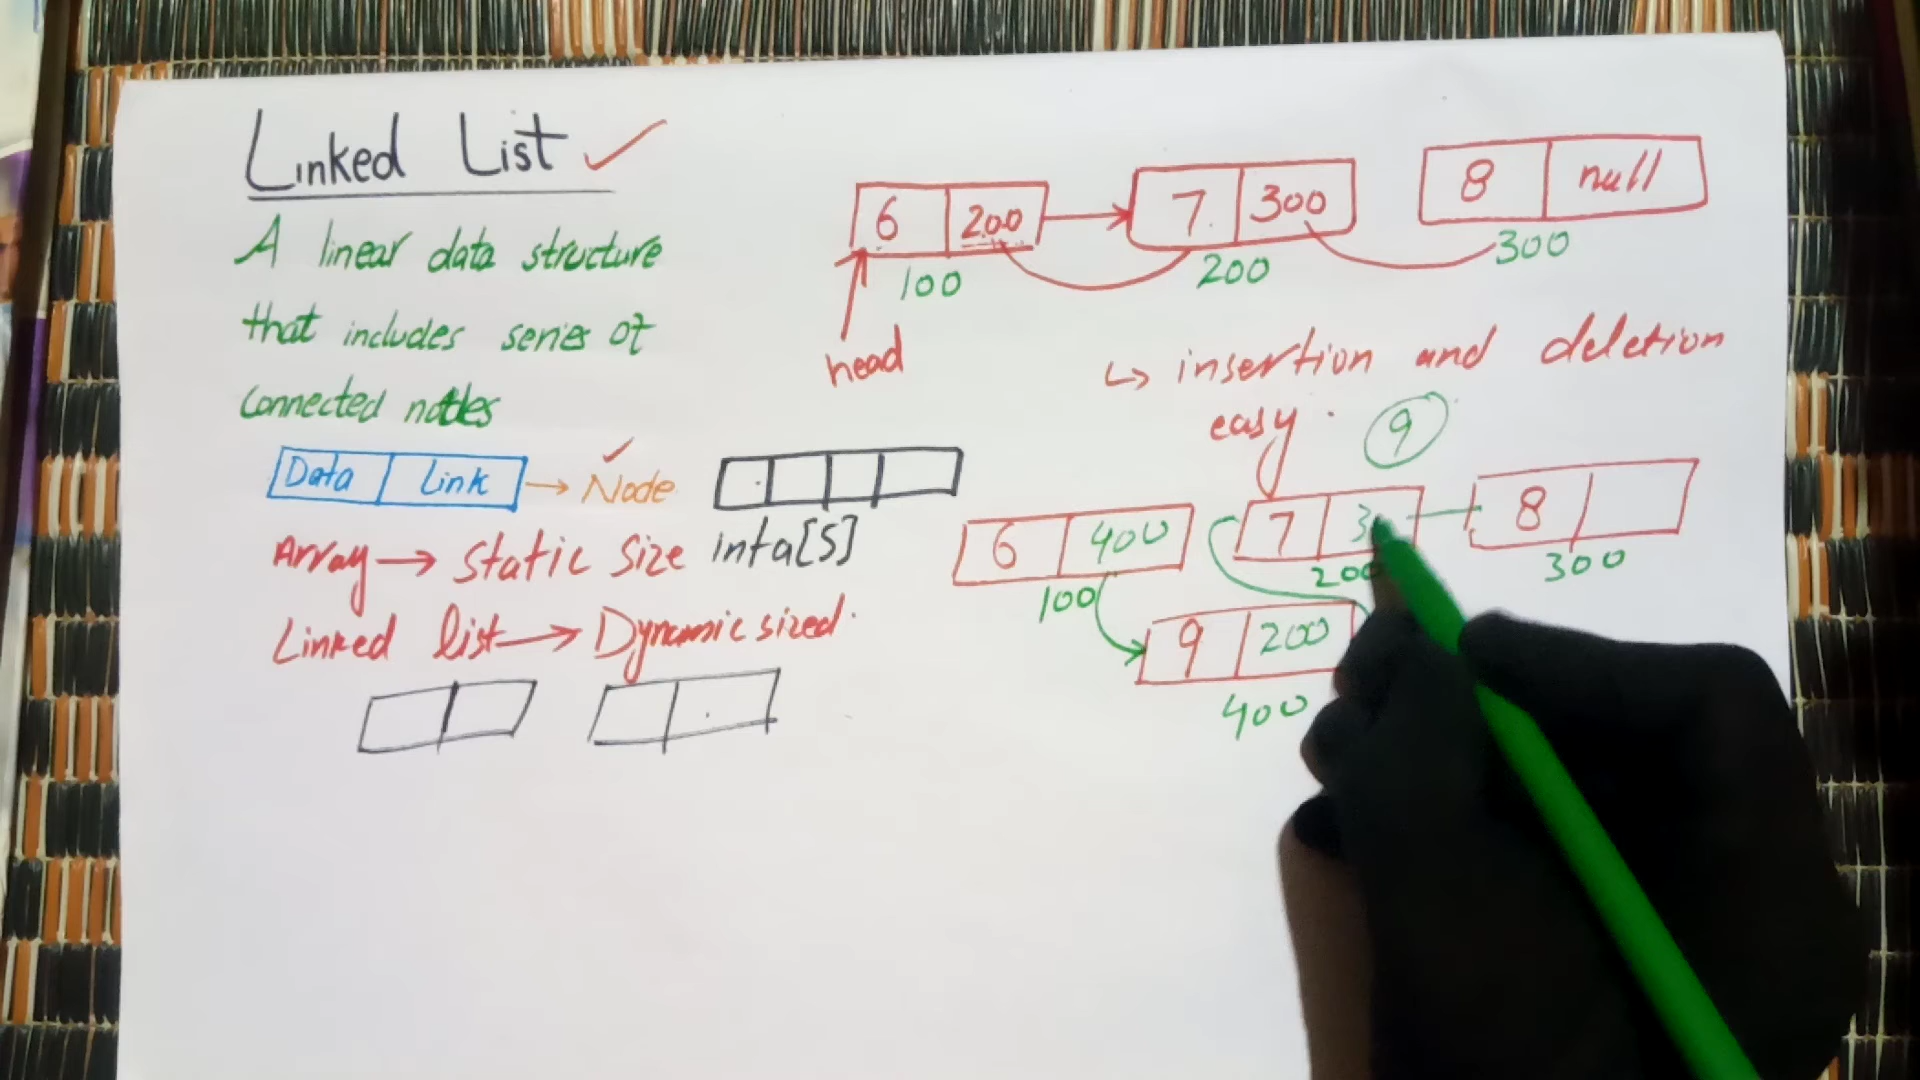 Linked List
A linear data structure
that includes series of
connected nodes
Data Link → Node
Array → Static Size
int a[5]
Linked list → Dynamic sized.
6 200
7 300
8 null
100
200
300
head
↳ insertion and deletion
easy.
9
6 400
7 30
8
100
200
300
9 200
400